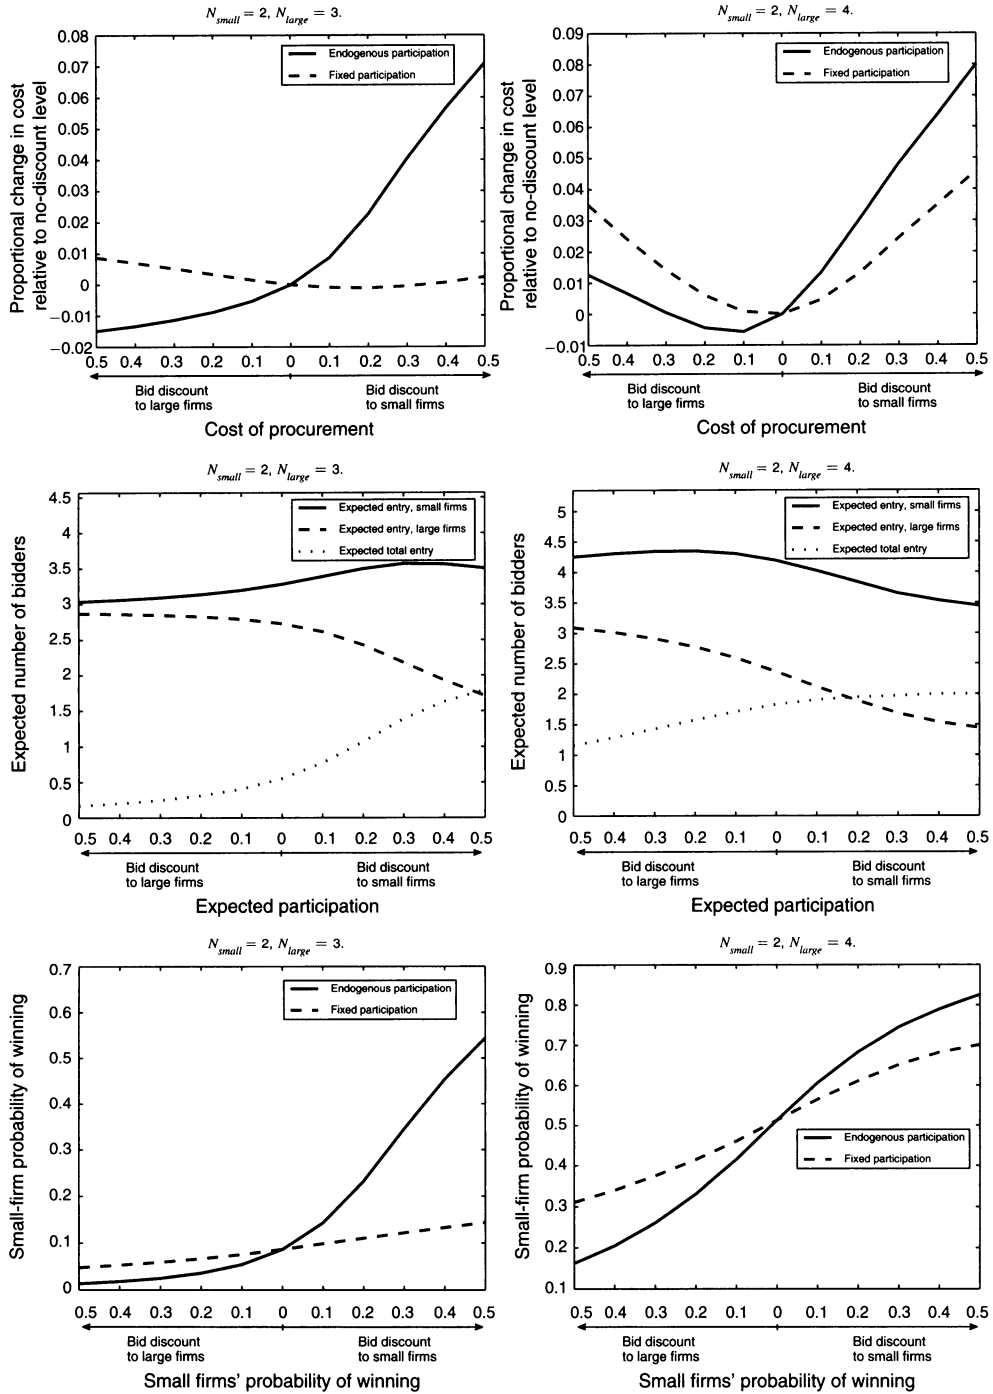 N_small = 2, N_large = 3.
Proportional change in cost
relative to no-discount level
0.08
0.07
0.06
0.05
0.04
0.03
0.02
0.01
0
−0.01
−0.02
Endogenous participation
Fixed participation
0.5 0.4 0.3 0.2 0.1 0 0.1 0.2 0.3 0.4 0.5
Bid discount
to large firms
Bid discount
to small firms
Cost of procurement
N_small = 2, N_large = 4.
Proportional change in cost
relative to no-discount level
0.09
0.08
0.07
0.06
0.05
0.04
0.03
0.02
0.01
0
−0.01
Endogenous participation
Fixed participation
0.5 0.4 0.3 0.2 0.1 0 0.1 0.2 0.3 0.4 0.5
Bid discount
to large firms
Bid discount
to small firms
Cost of procurement
N_small = 2, N_large = 3.
Expected number of bidders
4.5
4
3.5
3
2.5
2
1.5
1
0.5
0
Expected entry, small firms
Expected entry, large firms
Expected total entry
0.5 0.4 0.3 0.2 0.1 0 0.1 0.2 0.3 0.4 0.5
Bid discount
to large firms
Bid discount
to small firms
Expected participation
N_small = 2, N_large = 4.
Expected number of bidders
5
4.5
4
3.5
3
2.5
2
1.5
1
0.5
0
Expected entry, small firms
Expected entry, large firms
Expected total entry
0.5 0.4 0.3 0.2 0.1 0 0.1 0.2 0.3 0.4 0.5
Bid discount
to large firms
Bid discount
to small firms
Expected participation
N_small = 2, N_large = 3.
Small-firm probability of winning
0.7
0.6
0.5
0.3
0.2
0.1
0
Endogenous participation
Fixed participation
0.5 0.4 0.3 0.2 0.1 0 0.1 0.2 0.3 0.4 0.5
Bid discount
to large firms
Bid discount
to small firms
Small firms' probability of winning
N_small = 2, N_large = 4.
Small-firm probability of winning
0.9
0.8
0.7
0.6
0.5
0.4
0.3
0.2
0.1
Endogenous participation
Fixed participation
0.5 0.4 0.3 0.2 0.1 0 0.1 0.2 0.3 0.4 0.5
Bid discount
to large firms
Bid discount
to small firms
Small firms' probability of winning